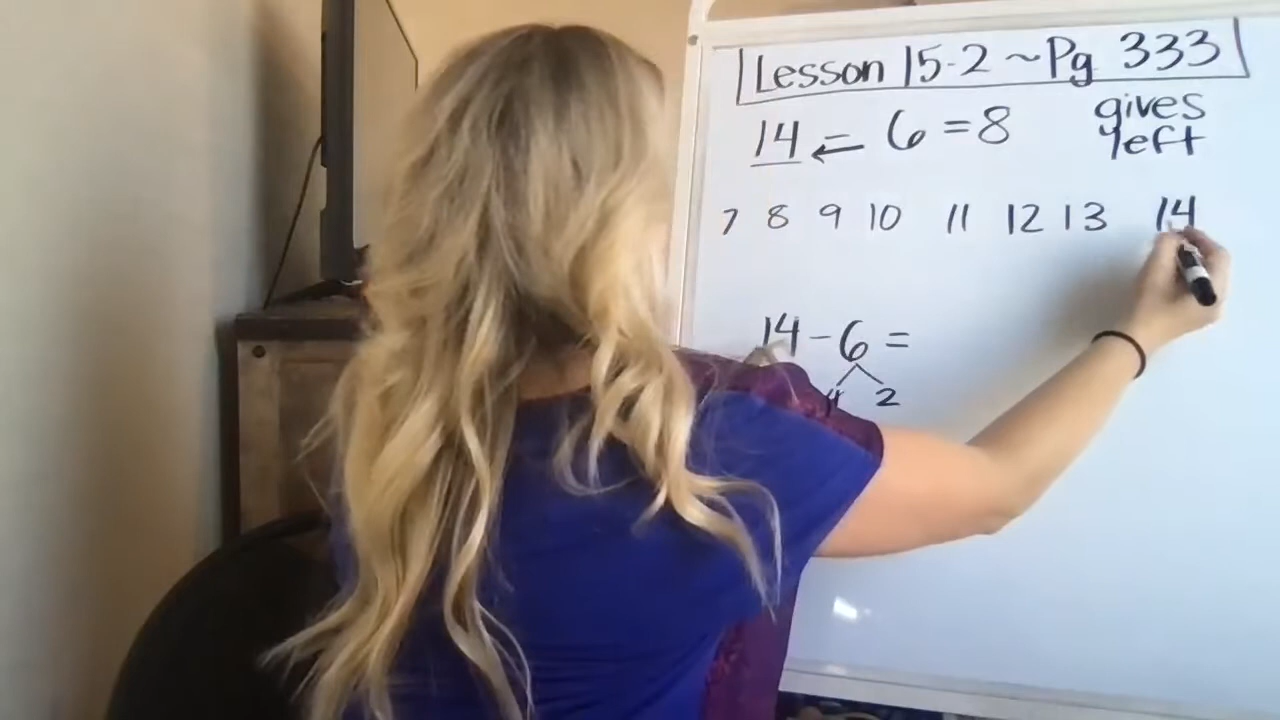 Lesson 15-2 ~ Pg 333
14 - 6 = 8
gives
left
7 8 9 10 11 12 13 14
14 - 6 =
4 2